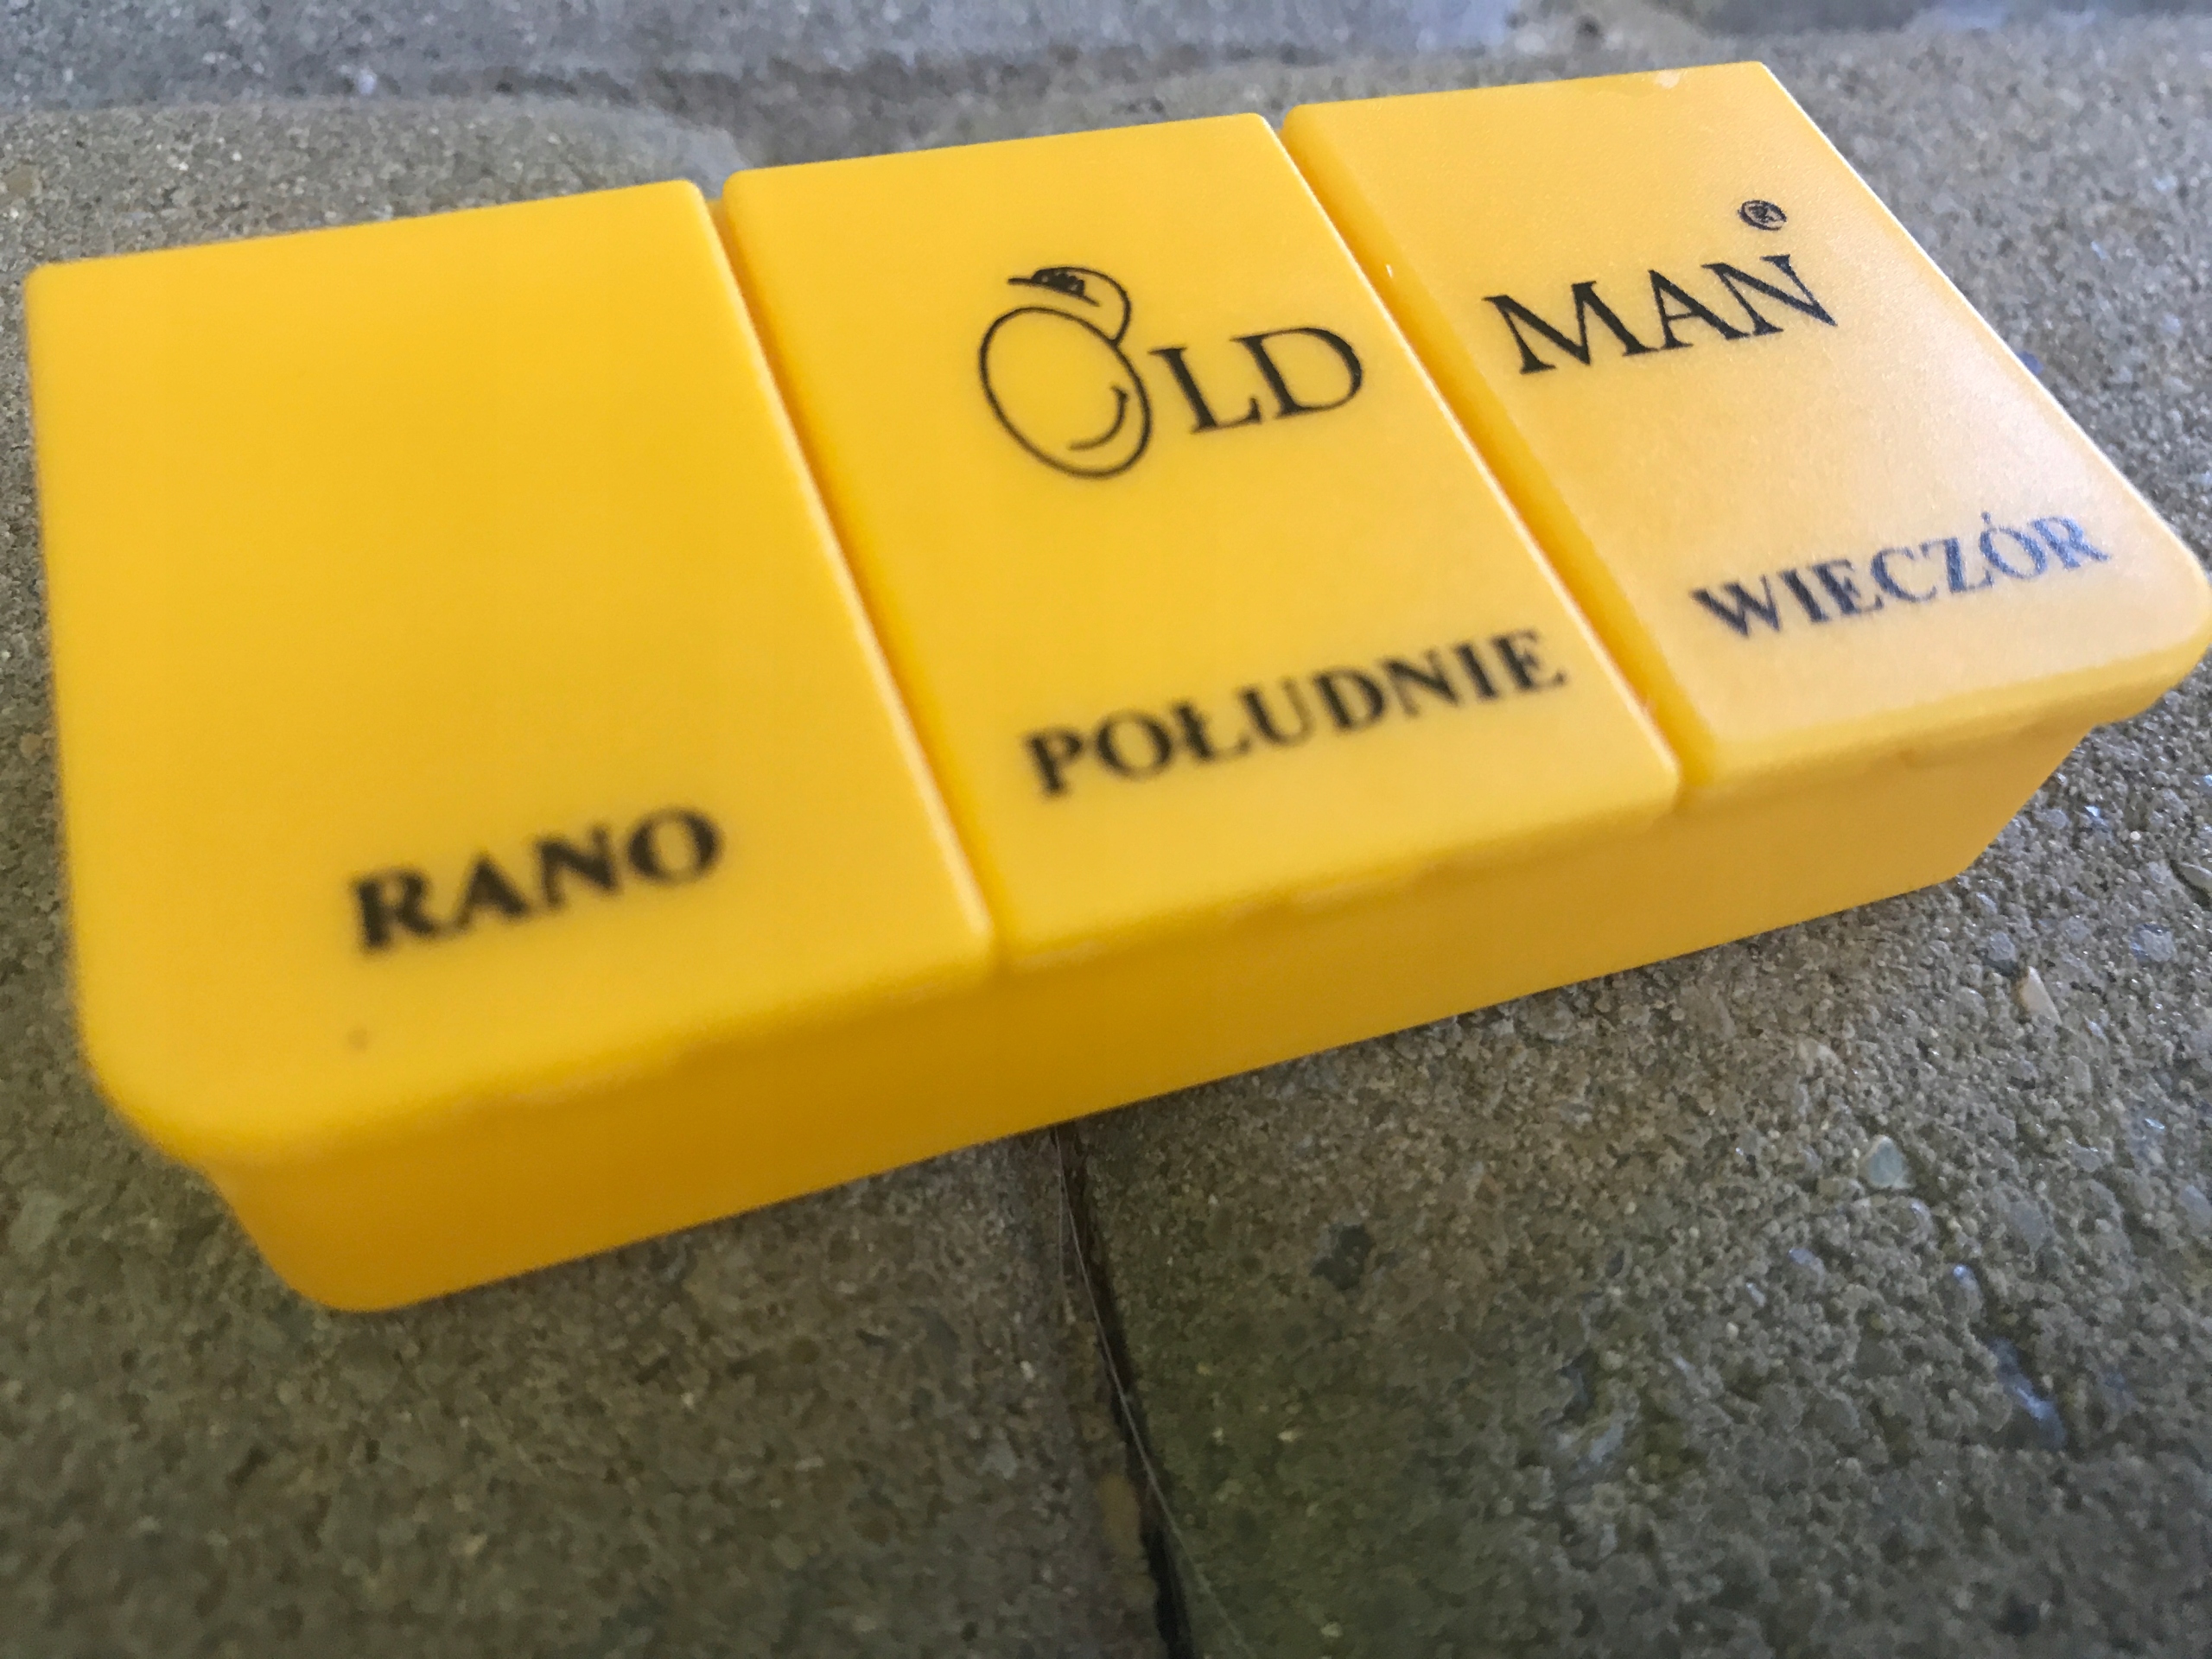 OLD MAN®
RANO POŁUDNIE WIECZÓR